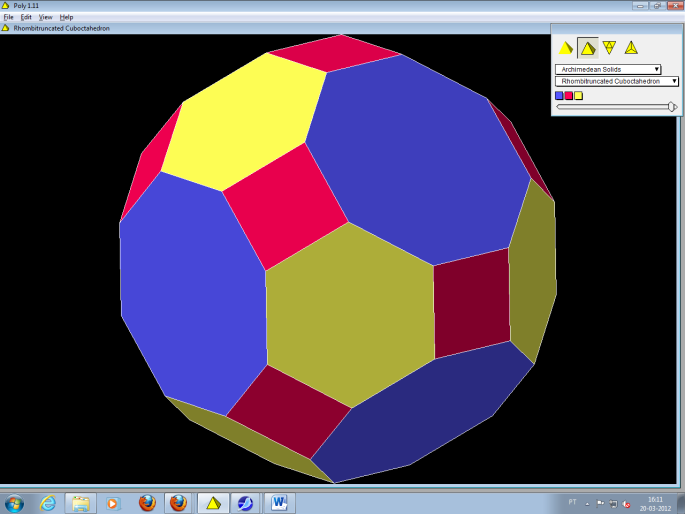 Poly 1.11
File Edit View Help
Rhombitruncated Cuboctahedron
Archimedean Solids
Rhombitruncated Cuboctahedron
PT
16:11
20-03-2012